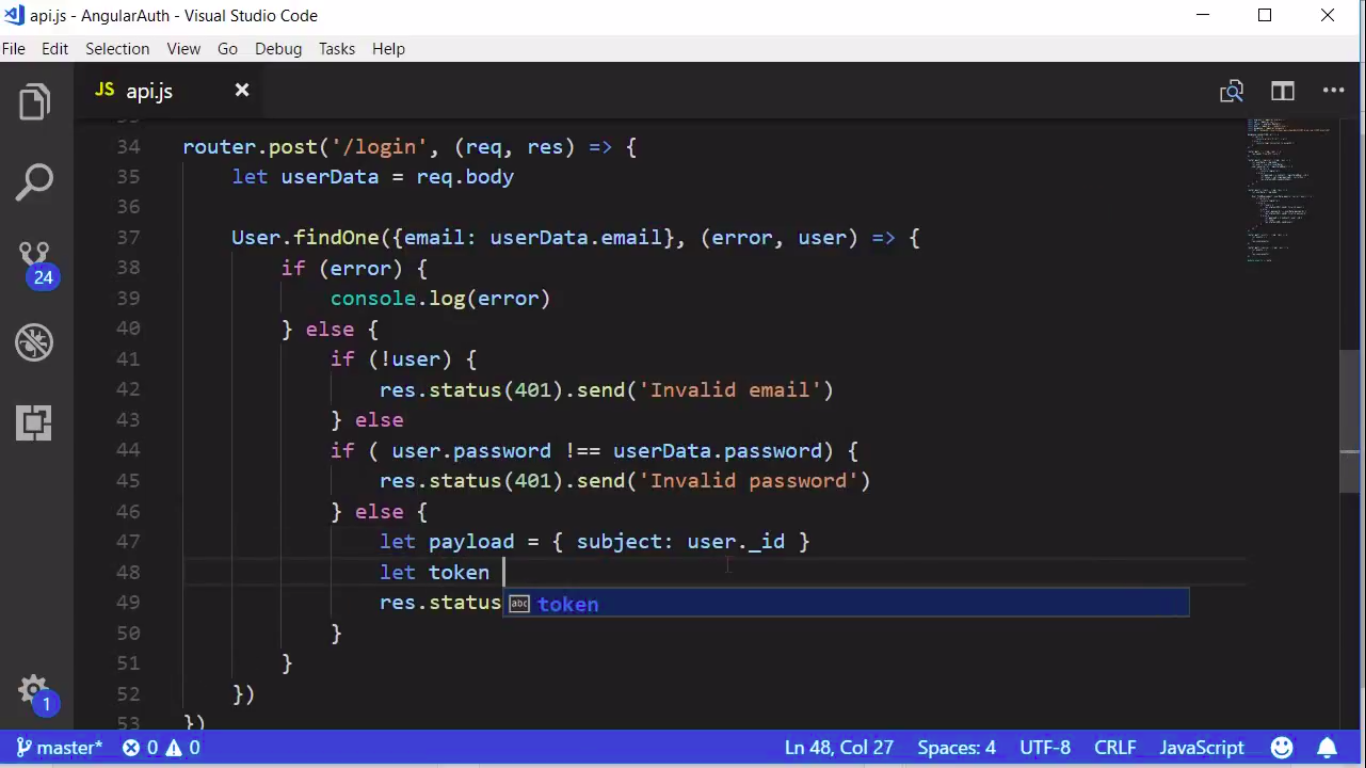 api.js - AngularAuth - Visual Studio Code
File Edit Selection View Go Debug Tasks Help
JS api.js
34 router.post('/login', (req, res) => {
35 let userData = req.body
36
37 User.findOne({email: userData.email}, (error, user) => {
38 if (error) {
39 console.log(error)
40 } else {
41 if (!user) {
42 res.status(401).send('Invalid email')
43 } else
44 if ( user.password !== userData.password) {
45 res.status(401).send('Invalid password')
46 } else {
47 let payload = { subject: user._id }
48 let token
49 res.status
abc token
50 }
51 }
52 })
53 })
24
1
master* 0 0 Ln 48, Col 27 Spaces: 4 UTF-8 CRLF JavaScript